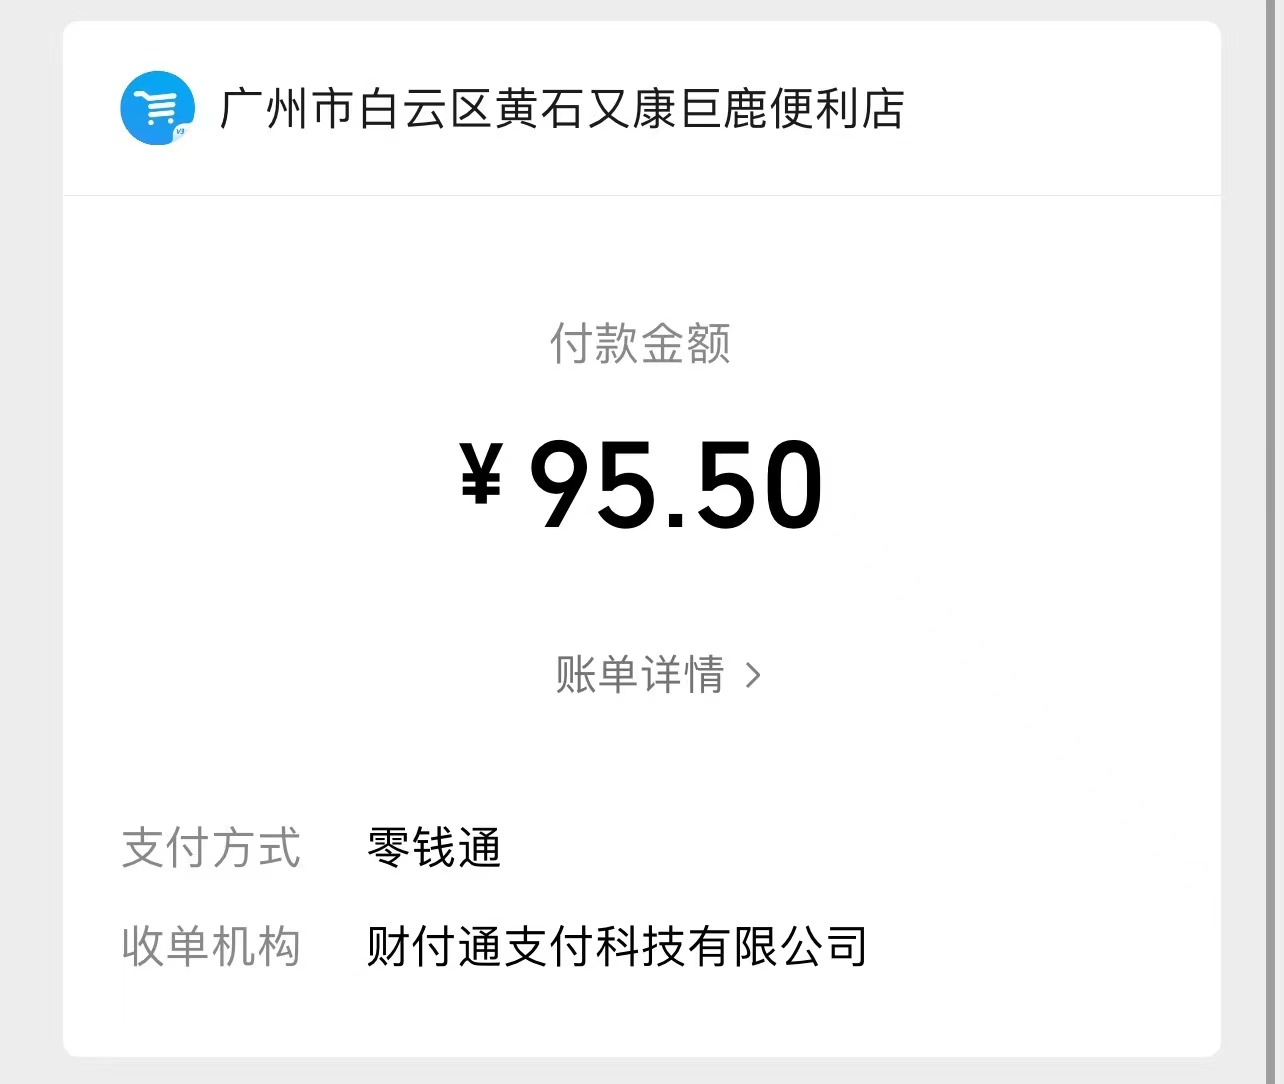 广州市白云区黄石又康巨鹿便利店
付款金额
¥95.50
账单详情 >
支付方式 零钱通
收单机构 财付通支付科技有限公司